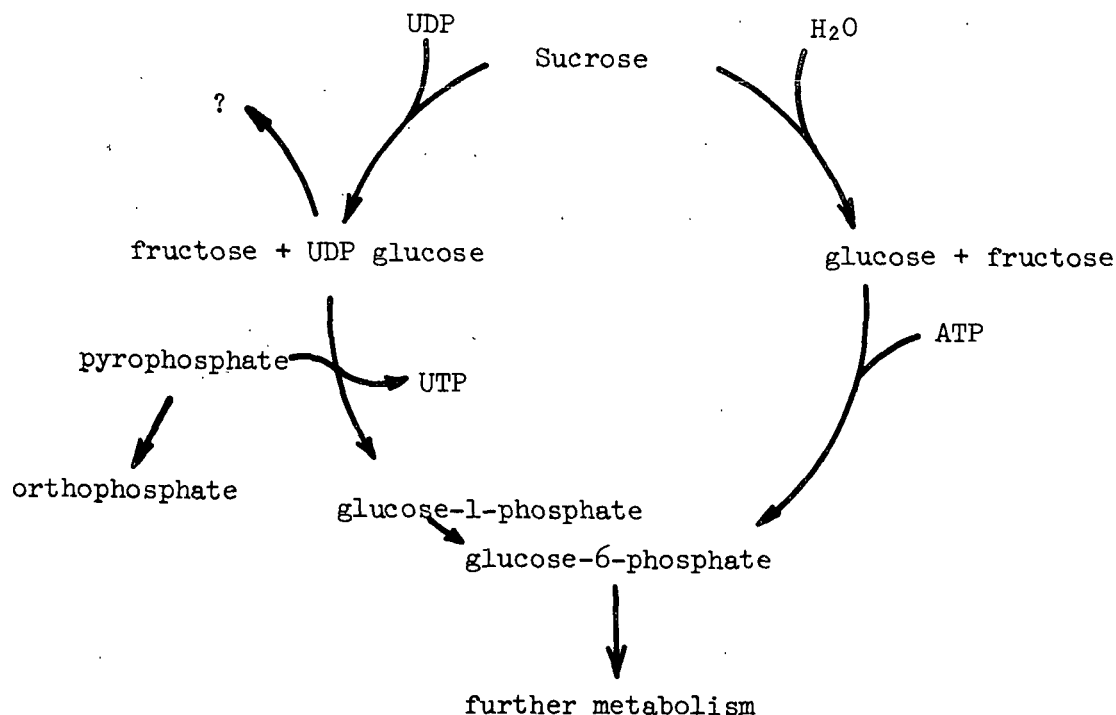 UDP
H2O
Sucrose
?
fructose + UDP glucose
glucose + fructose
pyrophosphate
UTP
ATP
orthophosphate
glucose-1-phosphate
glucose-6-phosphate
further metabolism